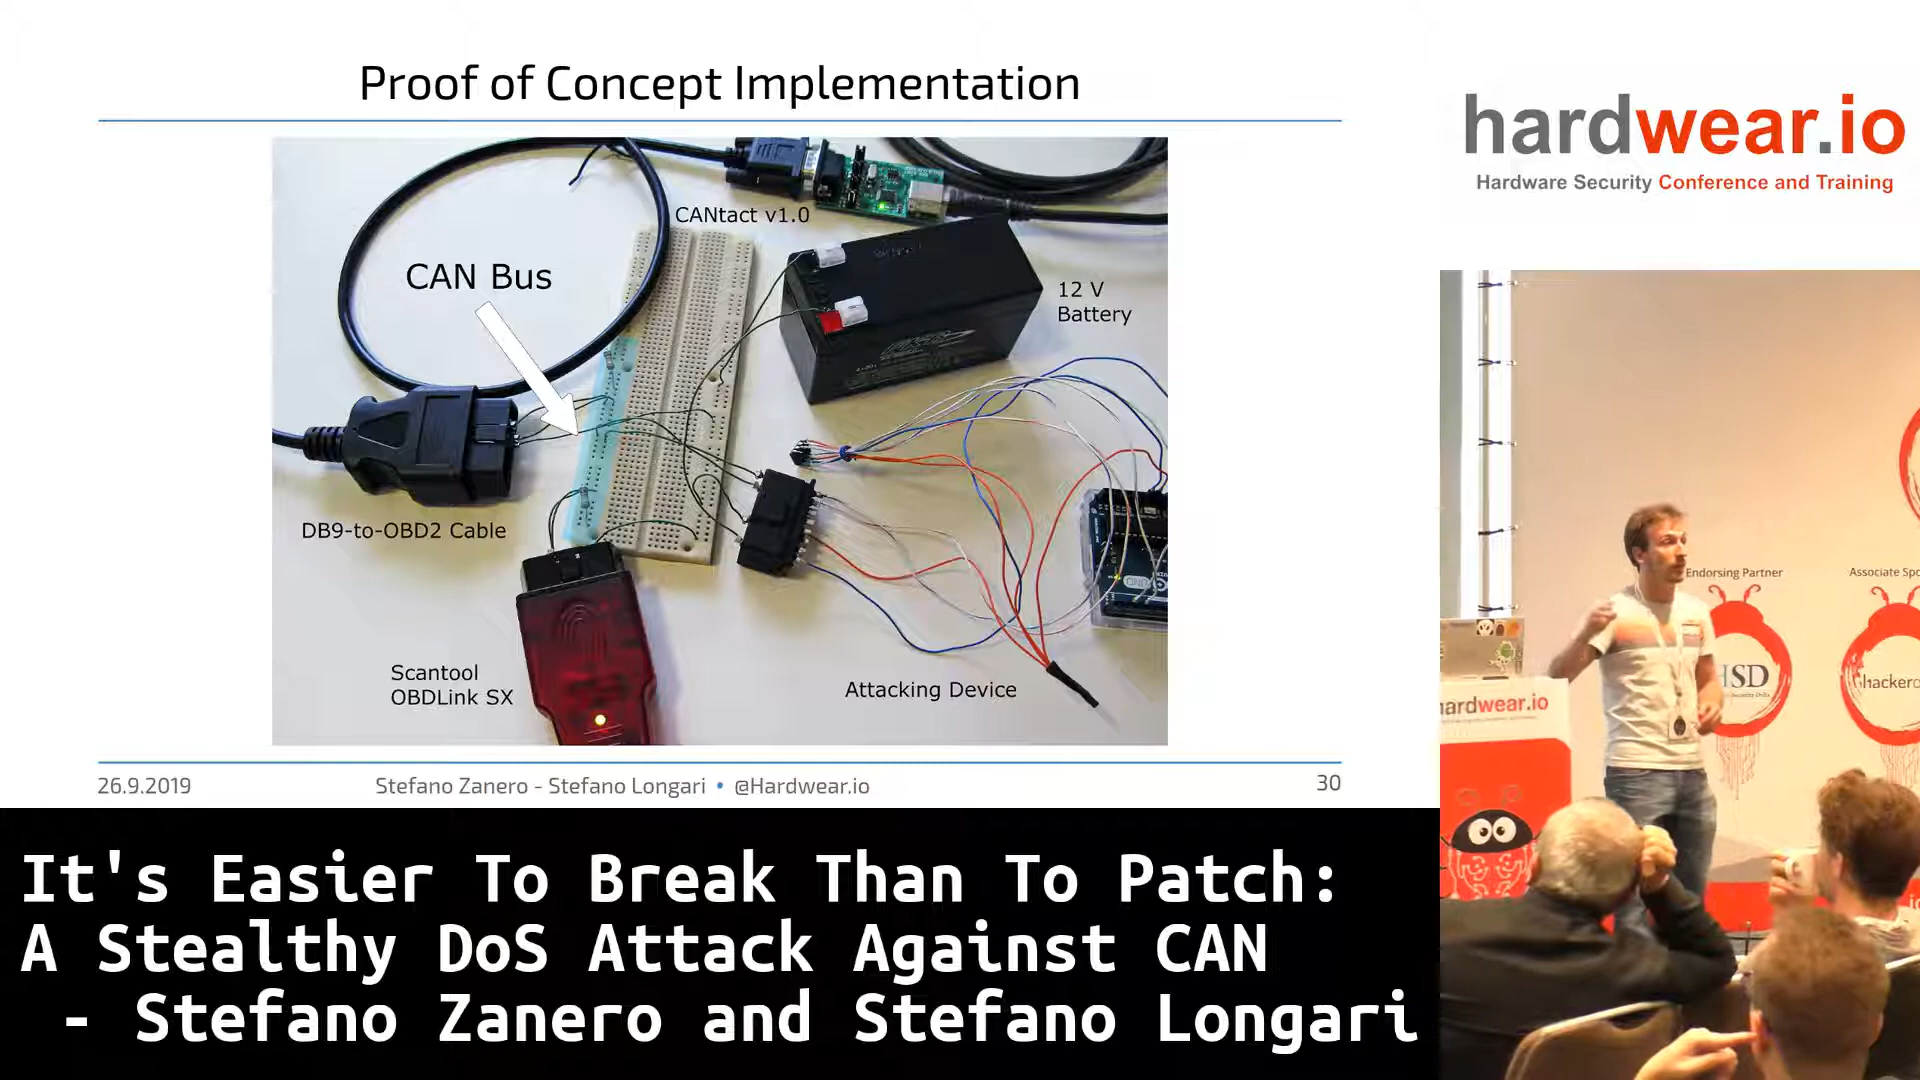 Proof of Concept Implementation
hardwear.io
Hardware Security Conference and Training
CANtact v1.0
CAN Bus
12 V
Battery
DB9-to-OBD2 Cable
Scantool
OBDLink SX
Attacking Device
26.9.2019
Stefano Zanero - Stefano Longari • @Hardwear.io
30
Endorsing Partner
Associate Spo
HSD
hackero
hardwear.io
It's Easier To Break Than To Patch:
A Stealthy DoS Attack Against CAN
- Stefano Zanero and Stefano Longari